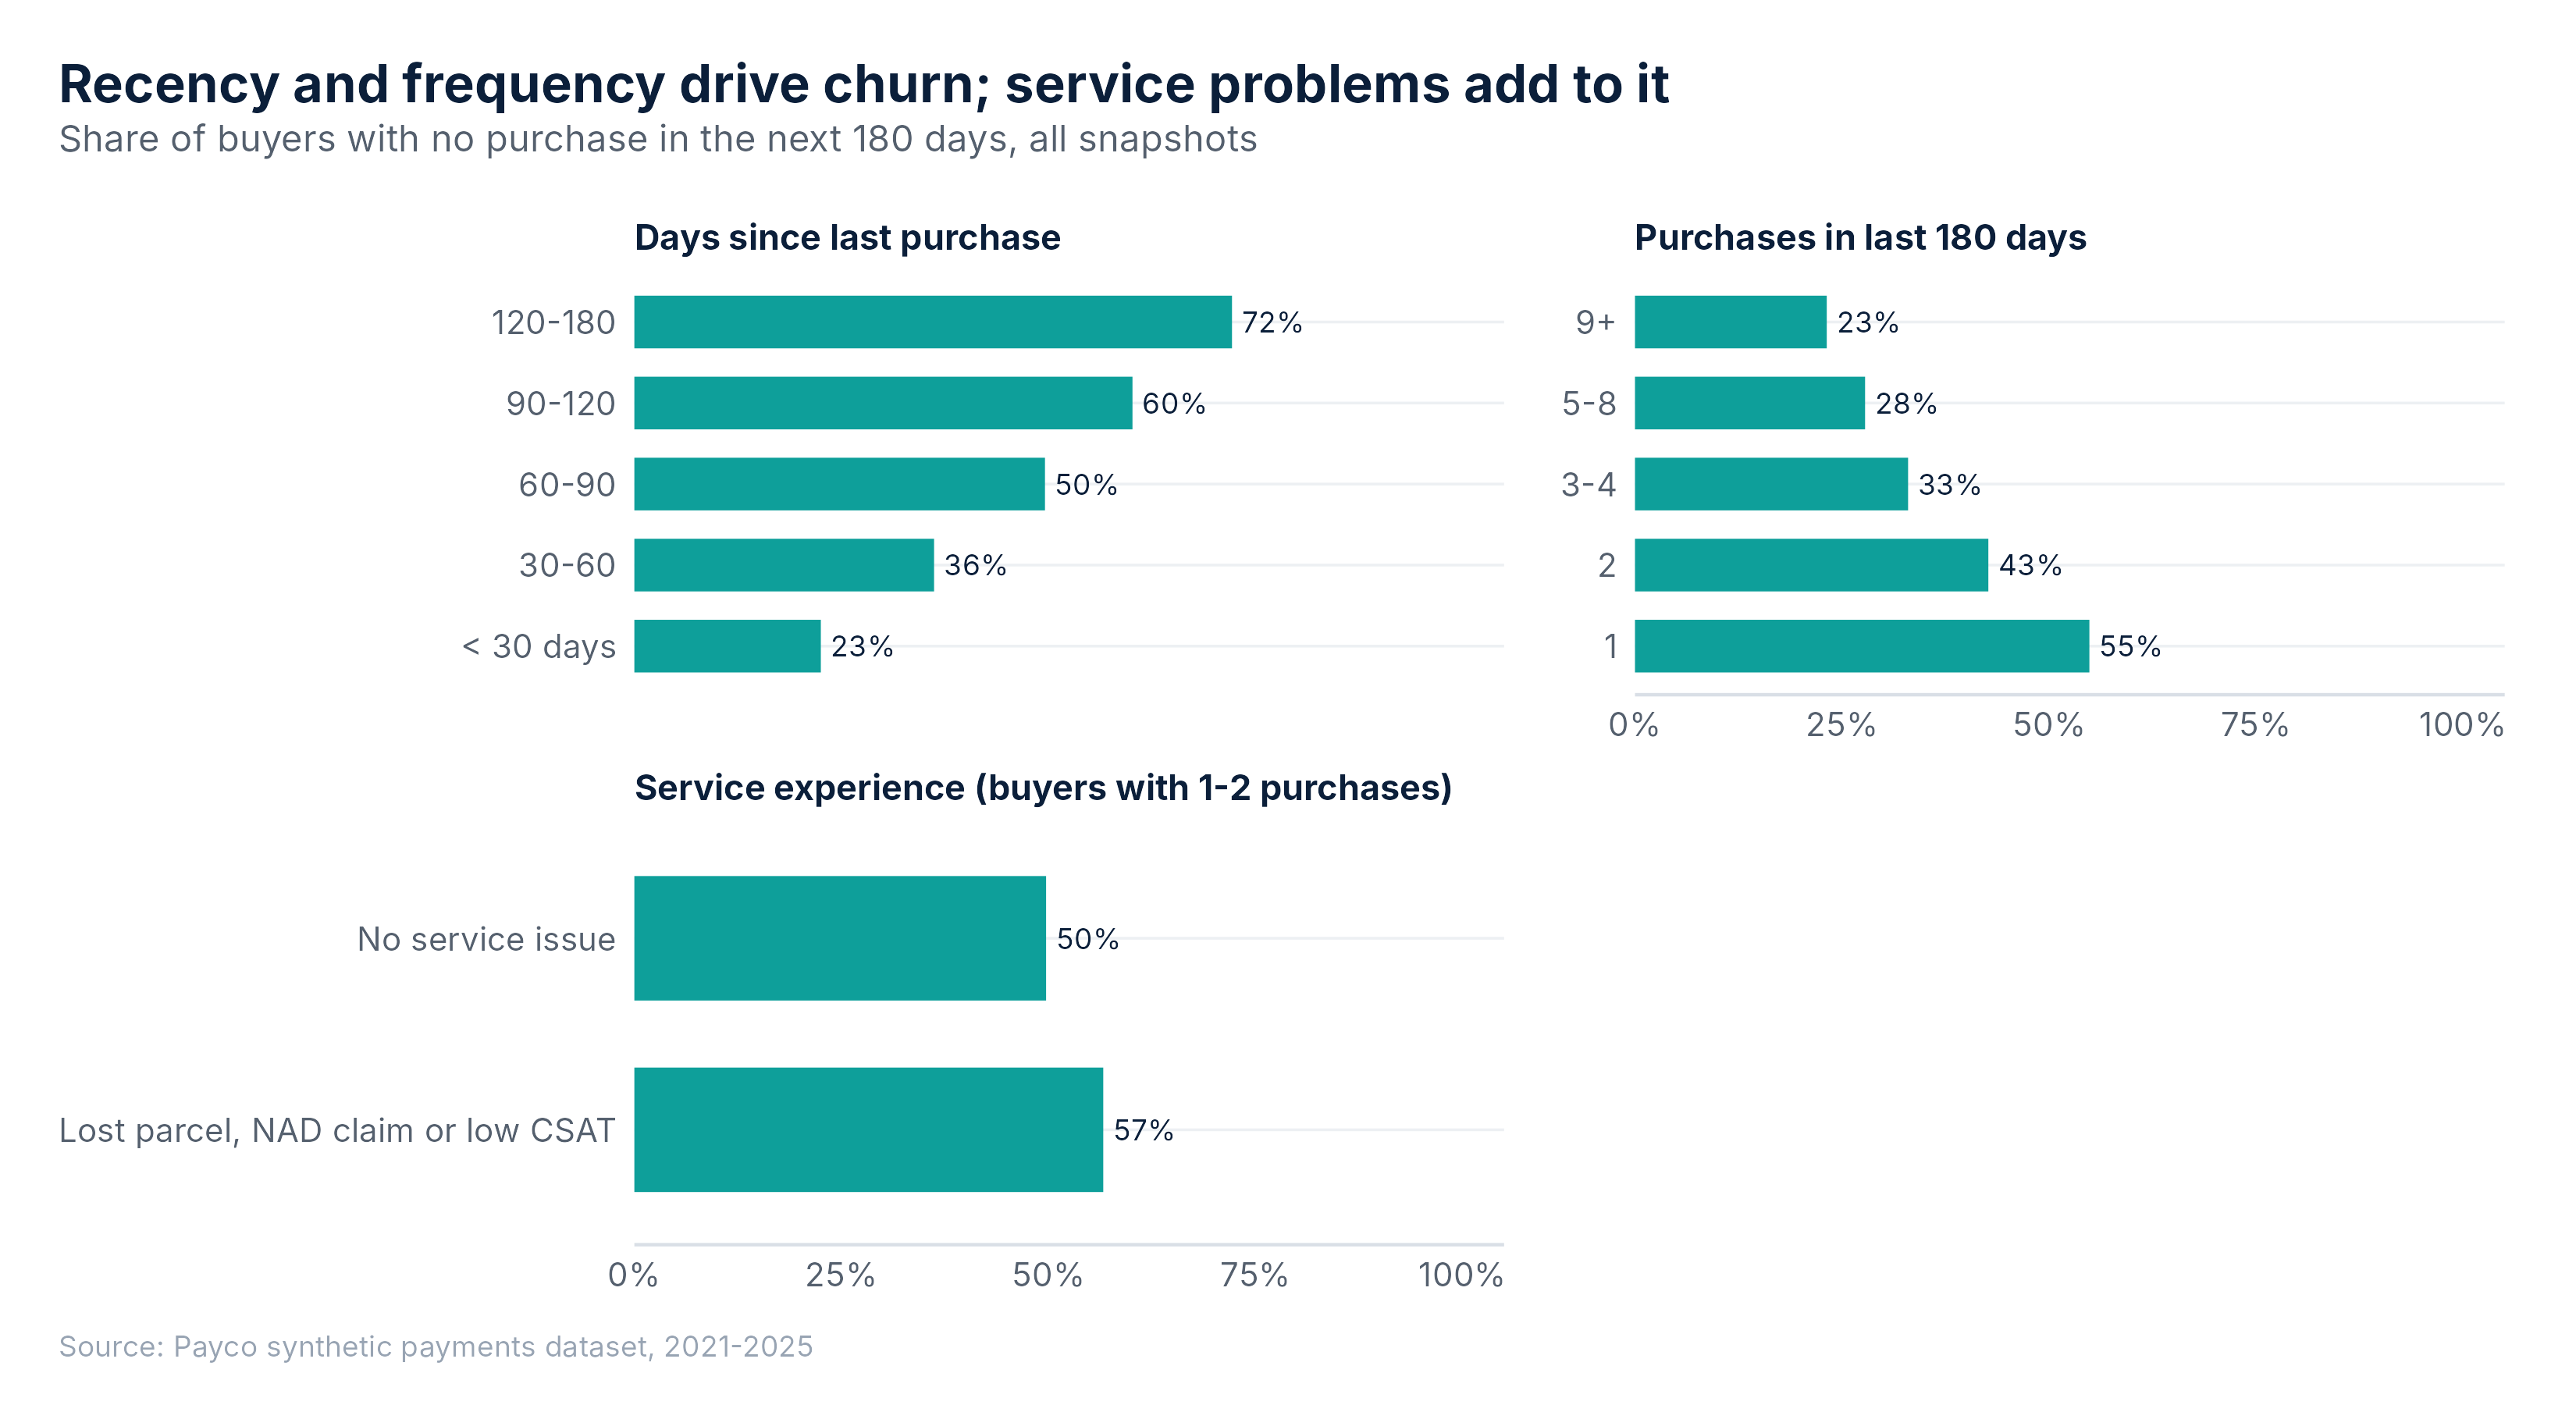 Recency and frequency drive churn; service problems add to it
Share of buyers with no purchase in the next 180 days, all snapshots
Days since last purchase
120-180 72%
90-120 60%
60-90 50%
30-60 36%
< 30 days 23%
Purchases in last 180 days
9+ 23%
5-8 28%
3-4 33%
2 43%
1 55%
0% 25% 50% 75% 100%
Service experience (buyers with 1-2 purchases)
No service issue 50%
Lost parcel, NAD claim or low CSAT 57%
0% 25% 50% 75% 100%
Source: Payco synthetic payments dataset, 2021-2025